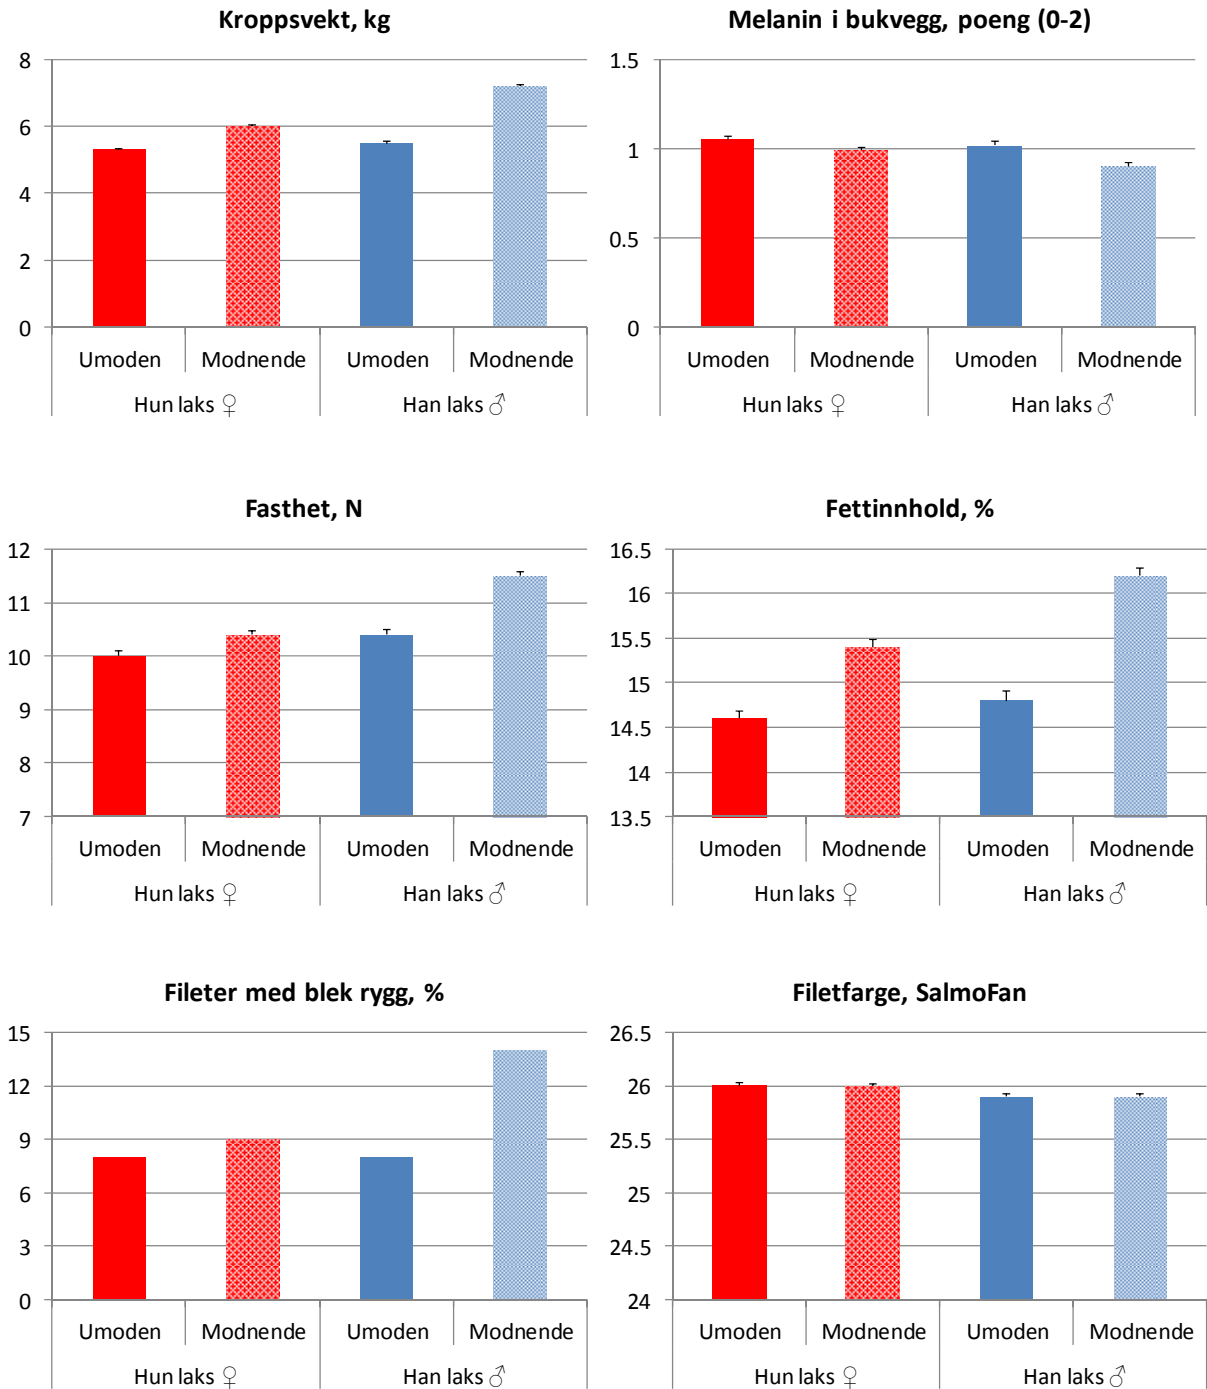 Kroppsvekt, kg
8
6
4
2
0
Umoden Modnende Umoden Modnende
Hun laks ♀ Han laks ♂
Melanin i bukvegg, poeng (0-2)
1.5
1
0.5
0
Umoden Modnende Umoden Modnende
Hun laks ♀ Han laks ♂
Fasthet, N
12
11
10
9
8
7
Umoden Modnende Umoden Modnende
Hun laks ♀ Han laks ♂
Fettinnhold, %
16.5
16
15.5
15
14.5
14
13.5
Umoden Modnende Umoden Modnende
Hun laks ♀ Han laks ♂
Fileter med blek rygg, %
15
12
9
6
3
0
Umoden Modnende Umoden Modnende
Hun laks ♀ Han laks ♂
Filetfarge, SalmoFan
26.5
26
25.5
25
24.5
24
Umoden Modnende Umoden Modnende
Hun laks ♀ Han laks ♂